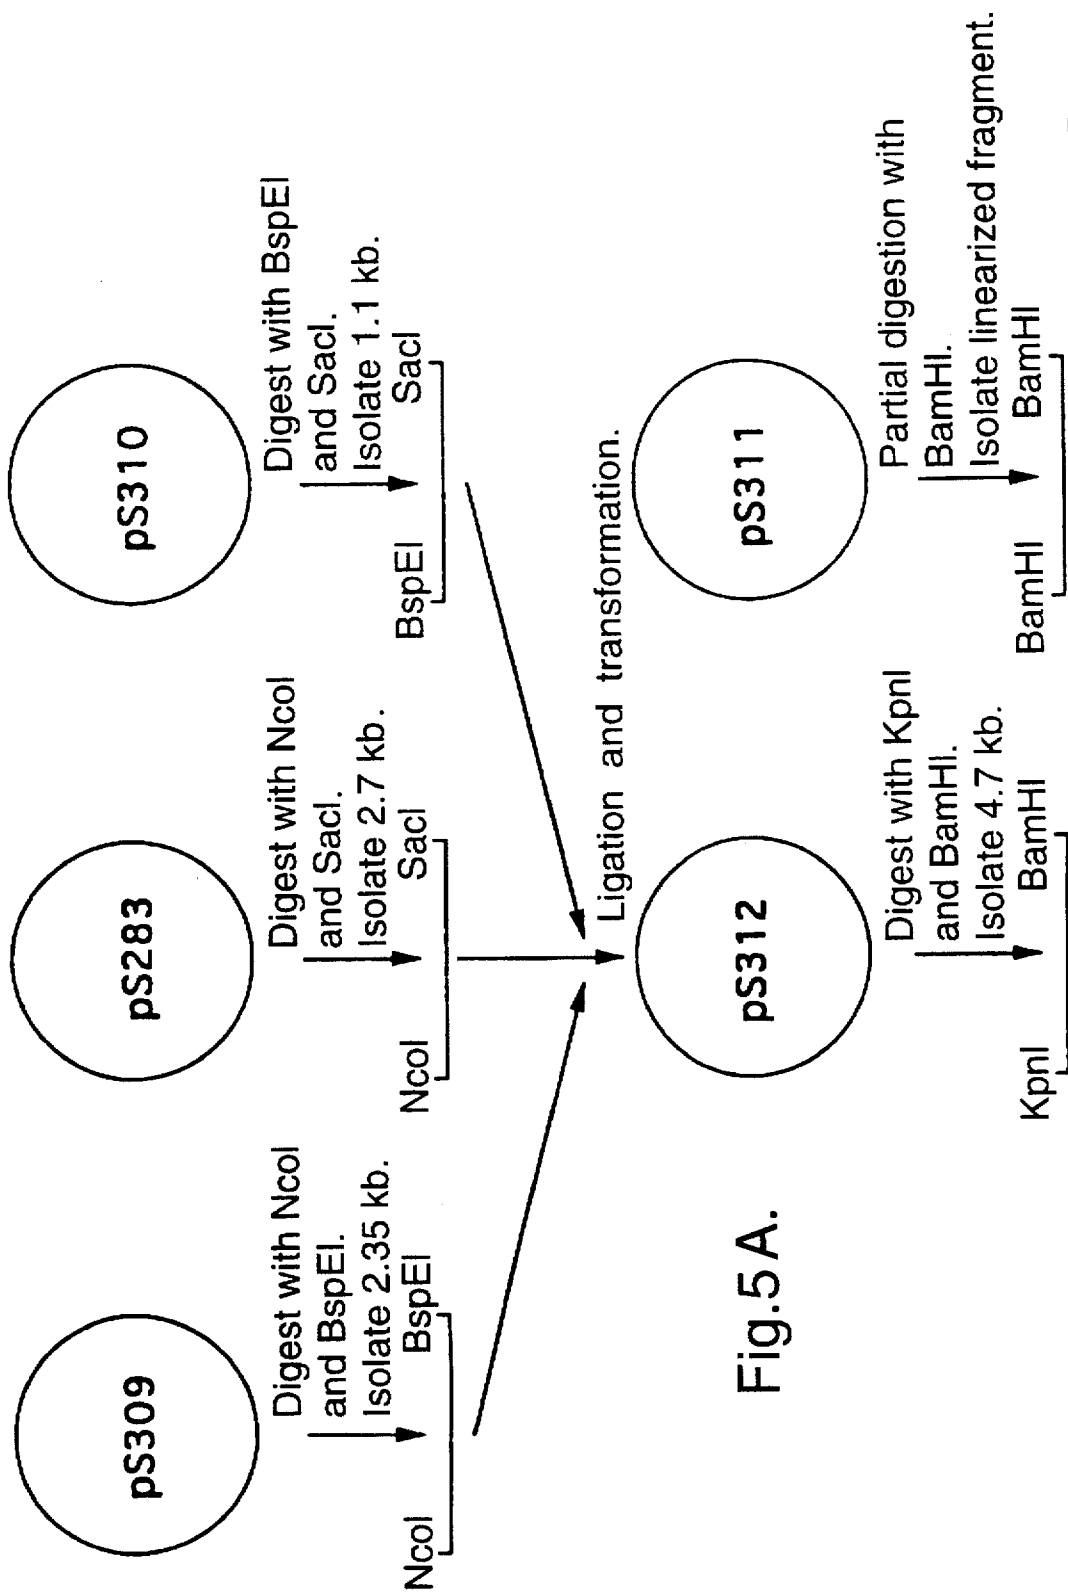 pS309
pS283
pS310
Digest with NcoI
and BspEI.
Isolate 2.35 kb.
NcoI
BspEI
Digest with NcoI
and SacI.
Isolate 2.7 kb.
NcoI
SacI
Digest with BspEI
and SacI.
Isolate 1.1 kb.
BspEI
SacI
Ligation and transformation.
Fig.5A.
pS312
pS311
Digest with KpnI
and BamHI.
Isolate 4.7 kb.
KpnI
BamHI
Partial digestion with
BamHI.
Isolate linearized fragment.
BamHI
BamHI